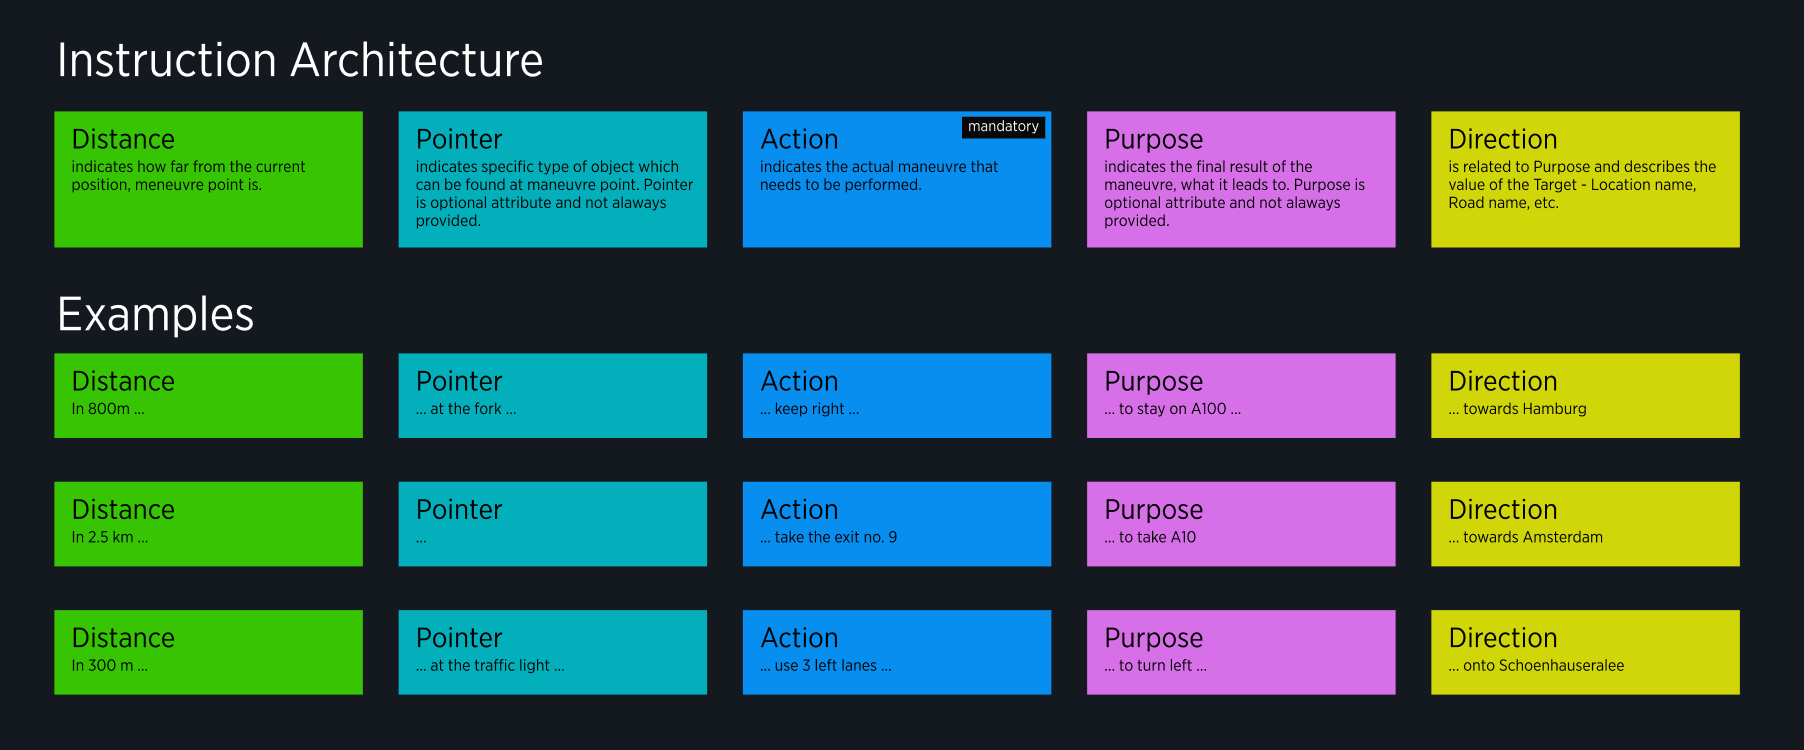 Instruction Architecture
Distance
indicates how far from the current
position, meneuvre point is.
Pointer
indicates specific type of object which
can be found at maneuvre point. Pointer
is optional attribute and not alaways
provided.
Action
mandatory
indicates the actual maneuvre that
needs to be performed.
Purpose
indicates the final result of the
maneuvre, what it leads to. Purpose is
optional attribute and not alaways
provided.
Direction
is related to Purpose and describes the
value of the Target - Location name,
Road name, etc.
Examples
Distance
In 800m ...
Pointer
... at the fork ...
Action
... keep right ...
Purpose
... to stay on A100 ...
Direction
... towards Hamburg
Distance
In 2.5 km ...
Pointer
...
Action
... take the exit no. 9
Purpose
... to take A10
Direction
... towards Amsterdam
Distance
In 300 m ...
Pointer
... at the traffic light ...
Action
... use 3 left lanes ...
Purpose
... to turn left ...
Direction
... onto Schoenhauseralee